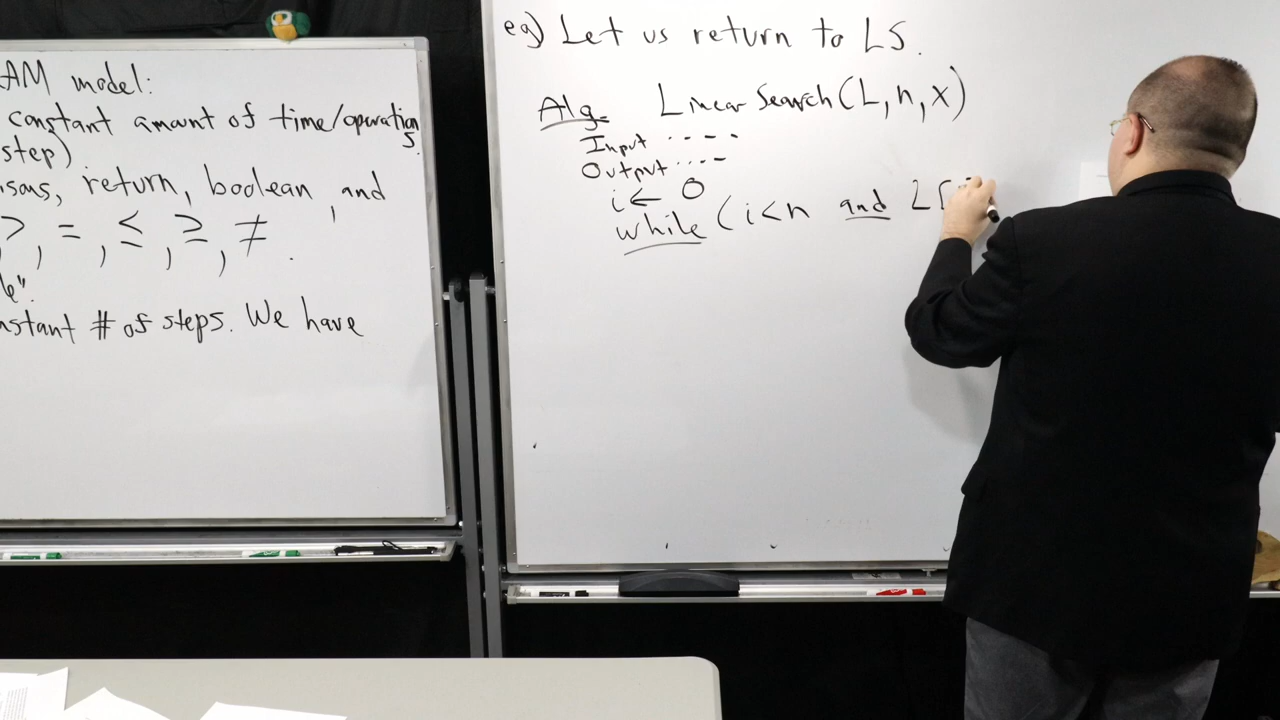 AM model:
constant amount of time/operation
s.
step)
isons, return, boolean, and
>, =, ≤, ≥, ≠.
nstant # of steps. We have
eg) Let us return to LS.
Alg. Linear Search(L,n,x)
Input ....
Output ....
i← 0
while (i<n and L[i